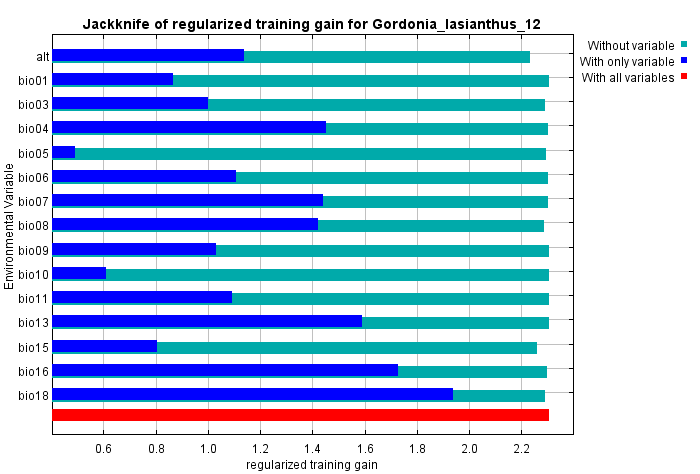 Jackknife of regularized training gain for Gordonia_lasianthus_12
Without variable
With only variable
With all variables
Environmental Variable
alt
bio01
bio03
bio04
bio05
bio06
bio07
bio08
bio09
bio10
bio11
bio13
bio15
bio16
bio18
0.6 0.8 1.0 1.2 1.4 1.6 1.8 2.0 2.2
regularized training gain